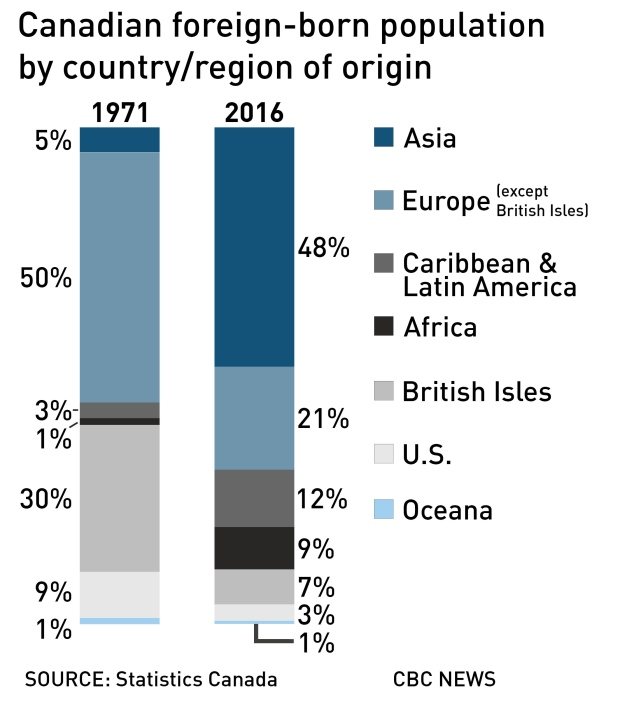 Canadian foreign-born population
by country/region of origin
1971
2016
5%
50%
3%
1%
30%
9%
1%
48%
21%
12%
9%
7%
3%
1%
Asia
Europe (except
British Isles)
Caribbean &
Latin America
Africa
British Isles
U.S.
Oceana
SOURCE: Statistics Canada
CBC NEWS